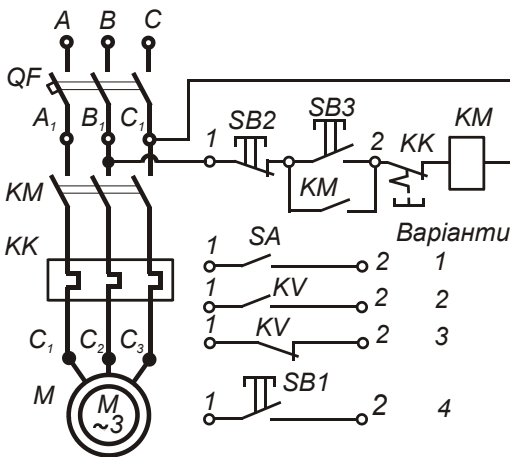 A B C
QF
A₁ B₁ C₁
1 SB2 SB3 2 KK KM
KM
KM
KK
Варіанти
1 SA 2 1
1 KV 2 2
1 KV 2 3
C₁ C₂ C₃
1 SB1 2 4
M
M
~3